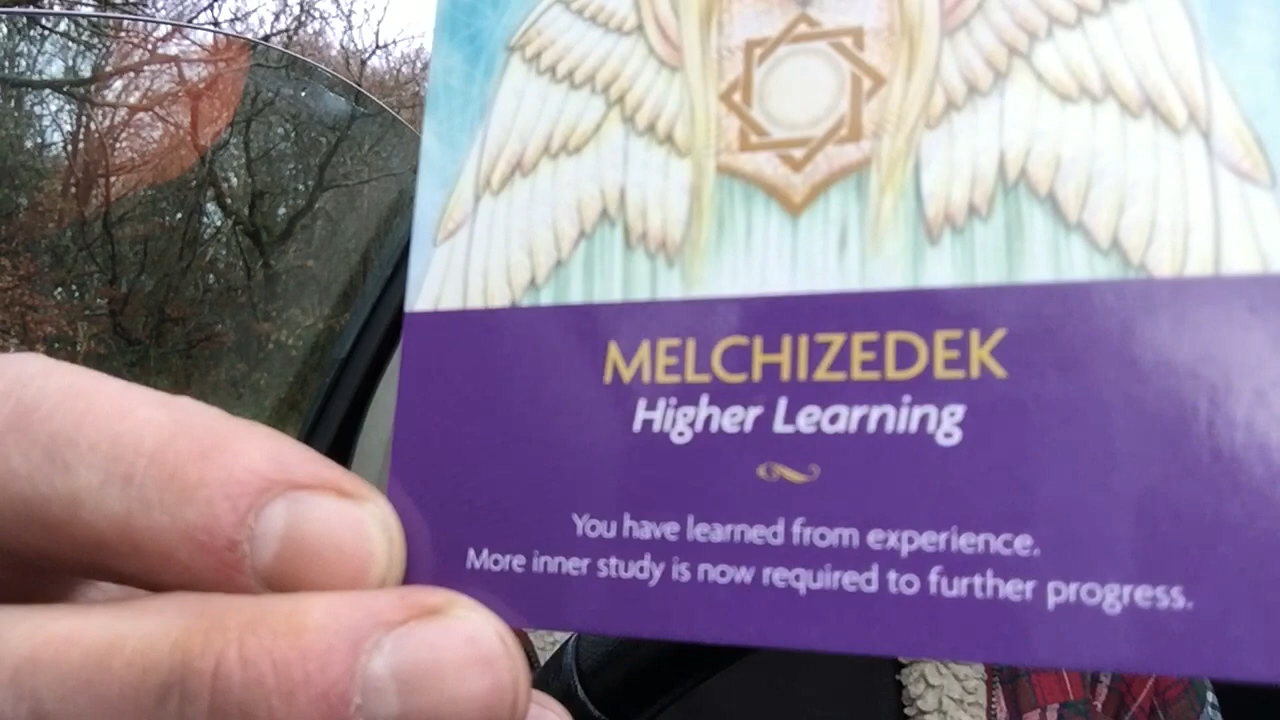 MELCHIZEDEK
Higher Learning
You have learned from experience.
More inner study is now required to further progress.